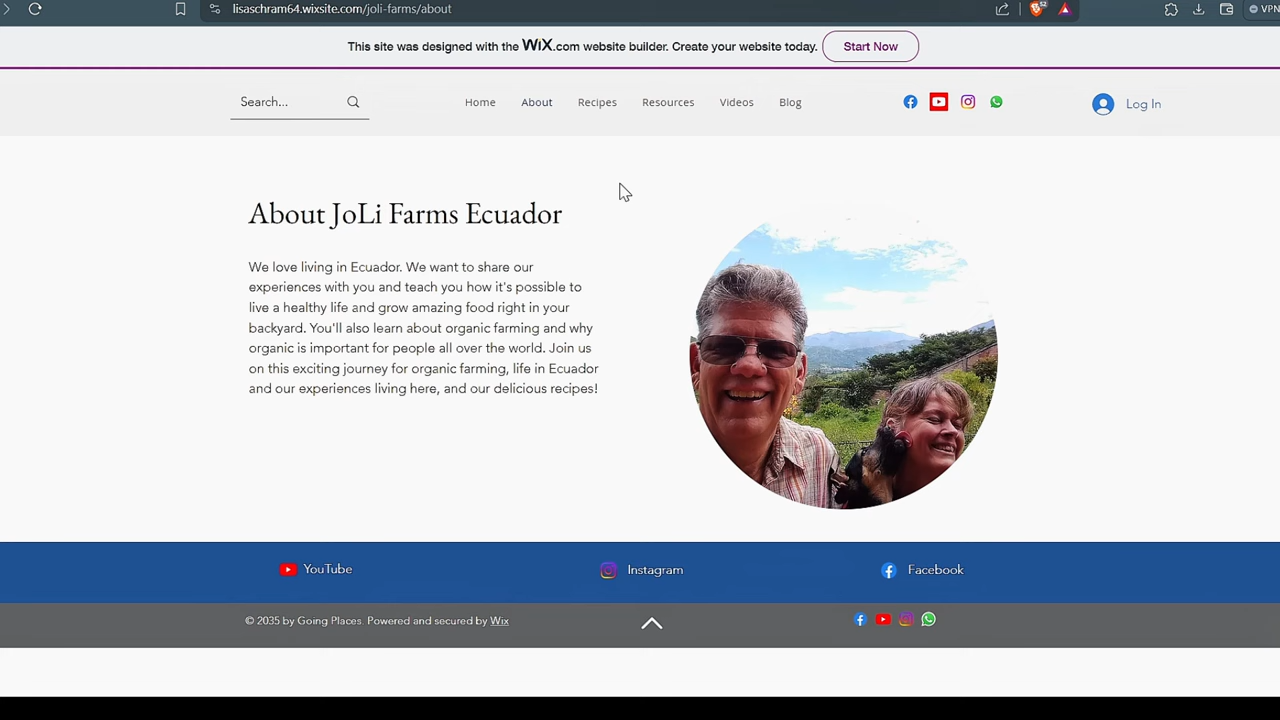 lisaschram64.wixsite.com/joli-farms/about
VPN
This site was designed with the WiX.com website builder. Create your website today. Start Now
Search... Home About Recipes Resources Videos Blog Log In
About JoLi Farms Ecuador
We love living in Ecuador. We want to share our
experiences with you and teach you how it's possible to
live a healthy life and grow amazing food right in your
backyard. You'll also learn about organic farming and why
organic is important for people all over the world. Join us
on this exciting journey for organic farming, life in Ecuador
and our experiences living here, and our delicious recipes!
YouTube Instagram Facebook
© 2035 by Going Places. Powered and secured by Wix